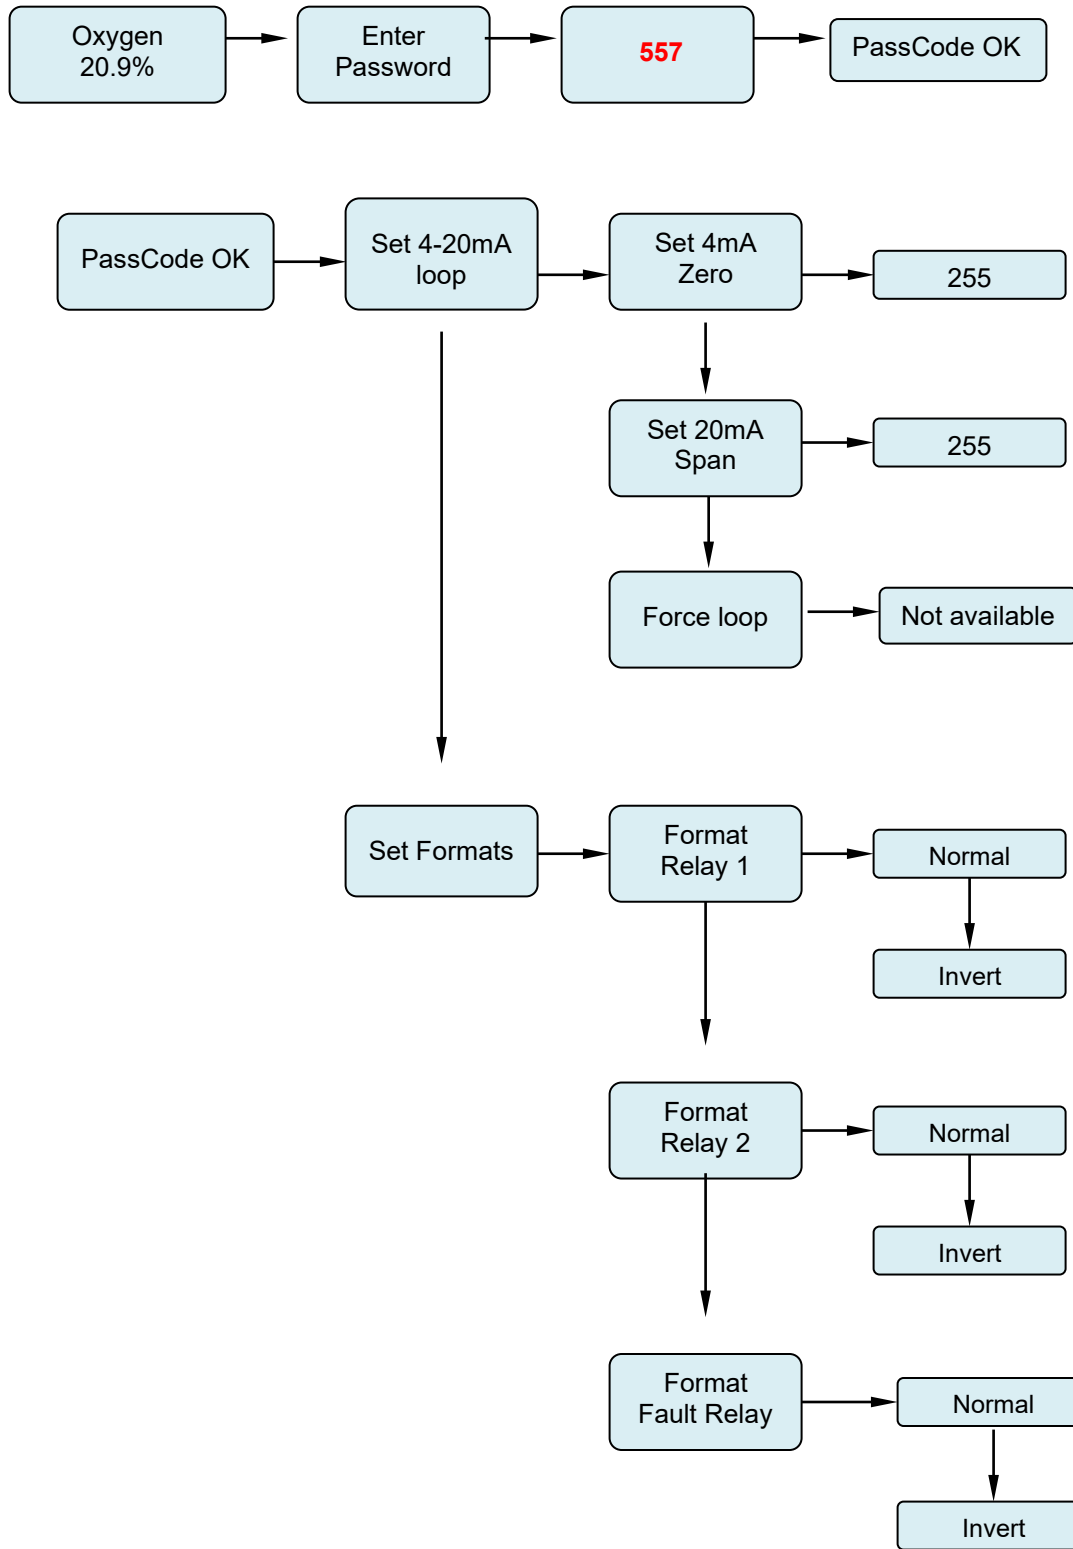 Oxygen
20.9%
Enter
Password
557
PassCode OK
PassCode OK
Set 4-20mA
loop
Set 4mA
Zero
255
Set 20mA
Span
255
Force loop
Not available
Set Formats
Format
Relay 1
Normal
Invert
Format
Relay 2
Normal
Invert
Format
Fault Relay
Normal
Invert